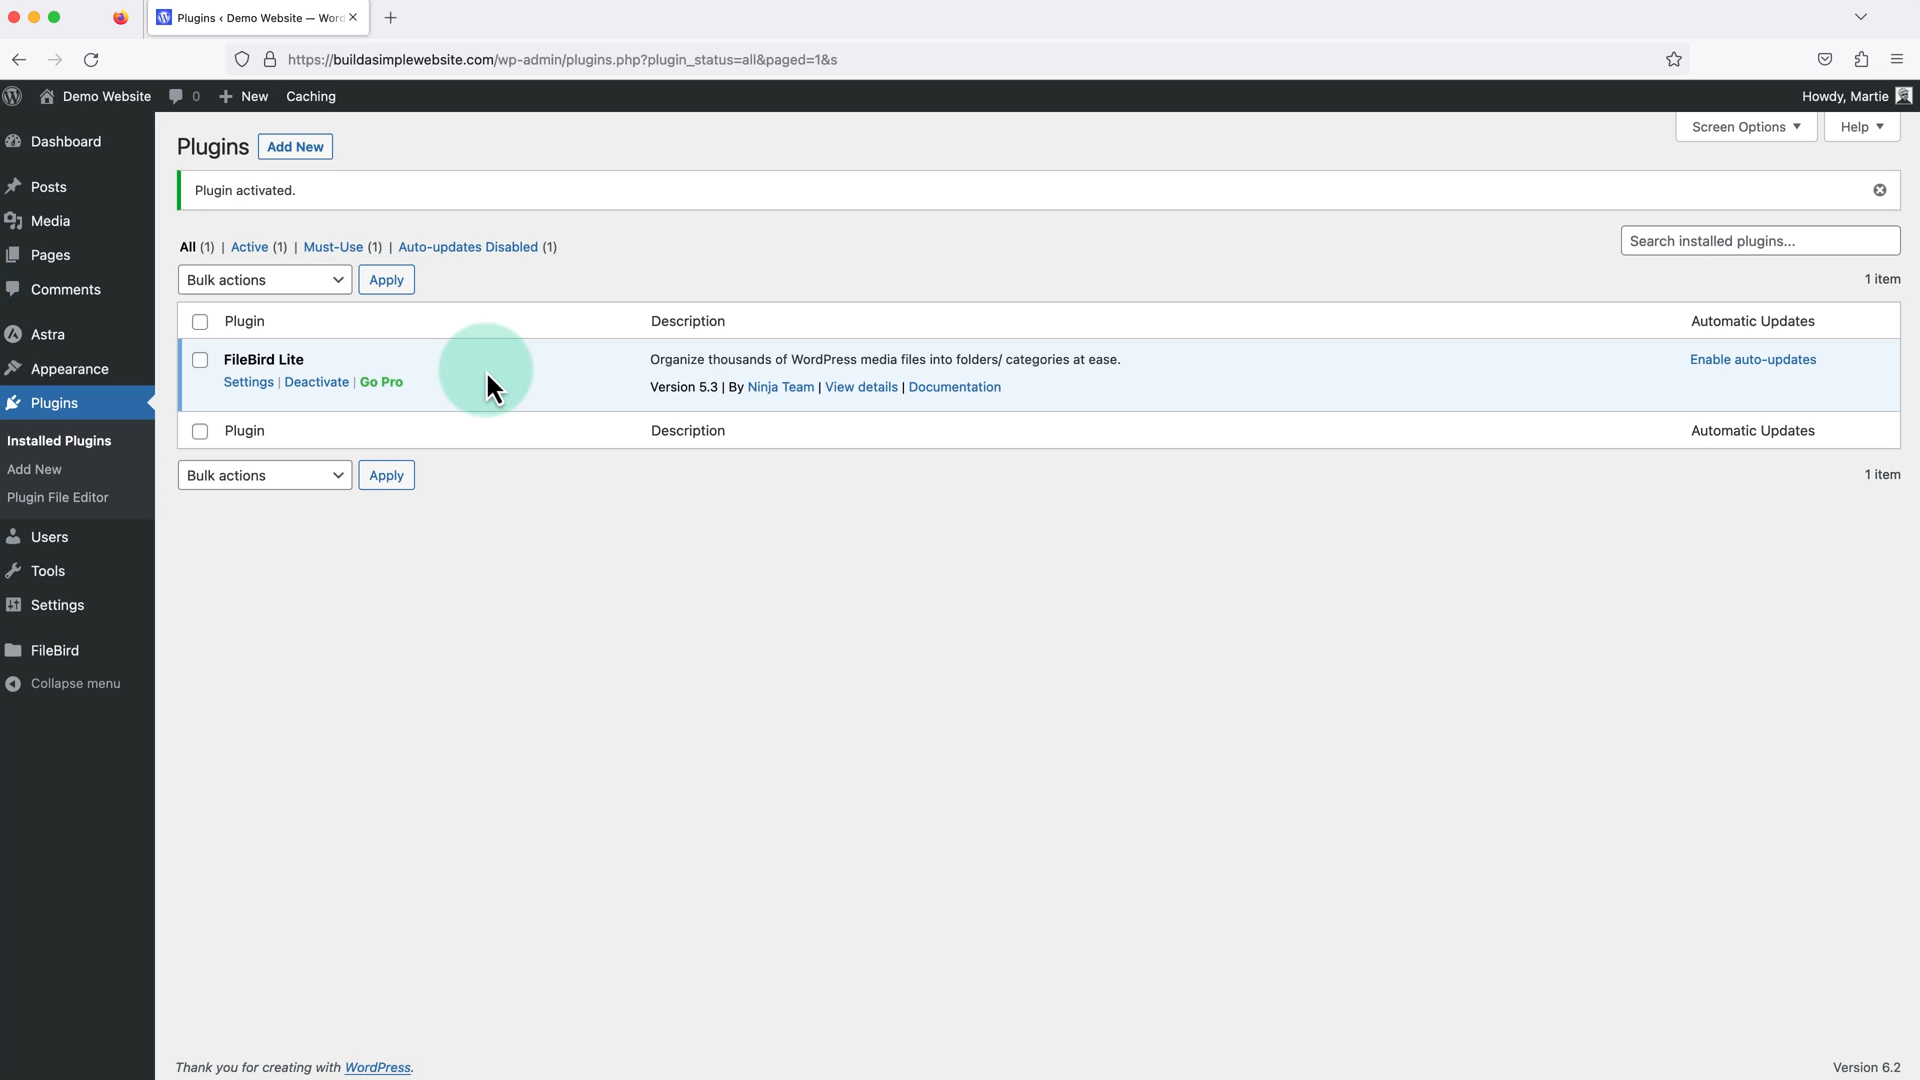 Plugins ‹ Demo Website — Word
https://buildasimplewebsite.com/wp-admin/plugins.php?plugin_status=all&paged=1&s
Demo Website 0 New Caching Howdy, Martie
Screen Options Help
Dashboard
Posts
Media
Pages
Comments
Astra
Appearance
Plugins
Installed Plugins
Add New
Plugin File Editor
Users
Tools
Settings
FileBird
Collapse menu
Plugins Add New
Plugin activated.
All (1) | Active (1) | Must-Use (1) | Auto-updates Disabled (1)
Search installed plugins...
Bulk actions Apply 1 item
Plugin Description Automatic Updates
FileBird Lite Organize thousands of WordPress media files into folders/ categories at ease. Enable auto-updates
Settings | Deactivate | Go Pro Version 5.3 | By Ninja Team | View details | Documentation
Plugin Description Automatic Updates
Bulk actions Apply 1 item
Thank you for creating with WordPress. Version 6.2